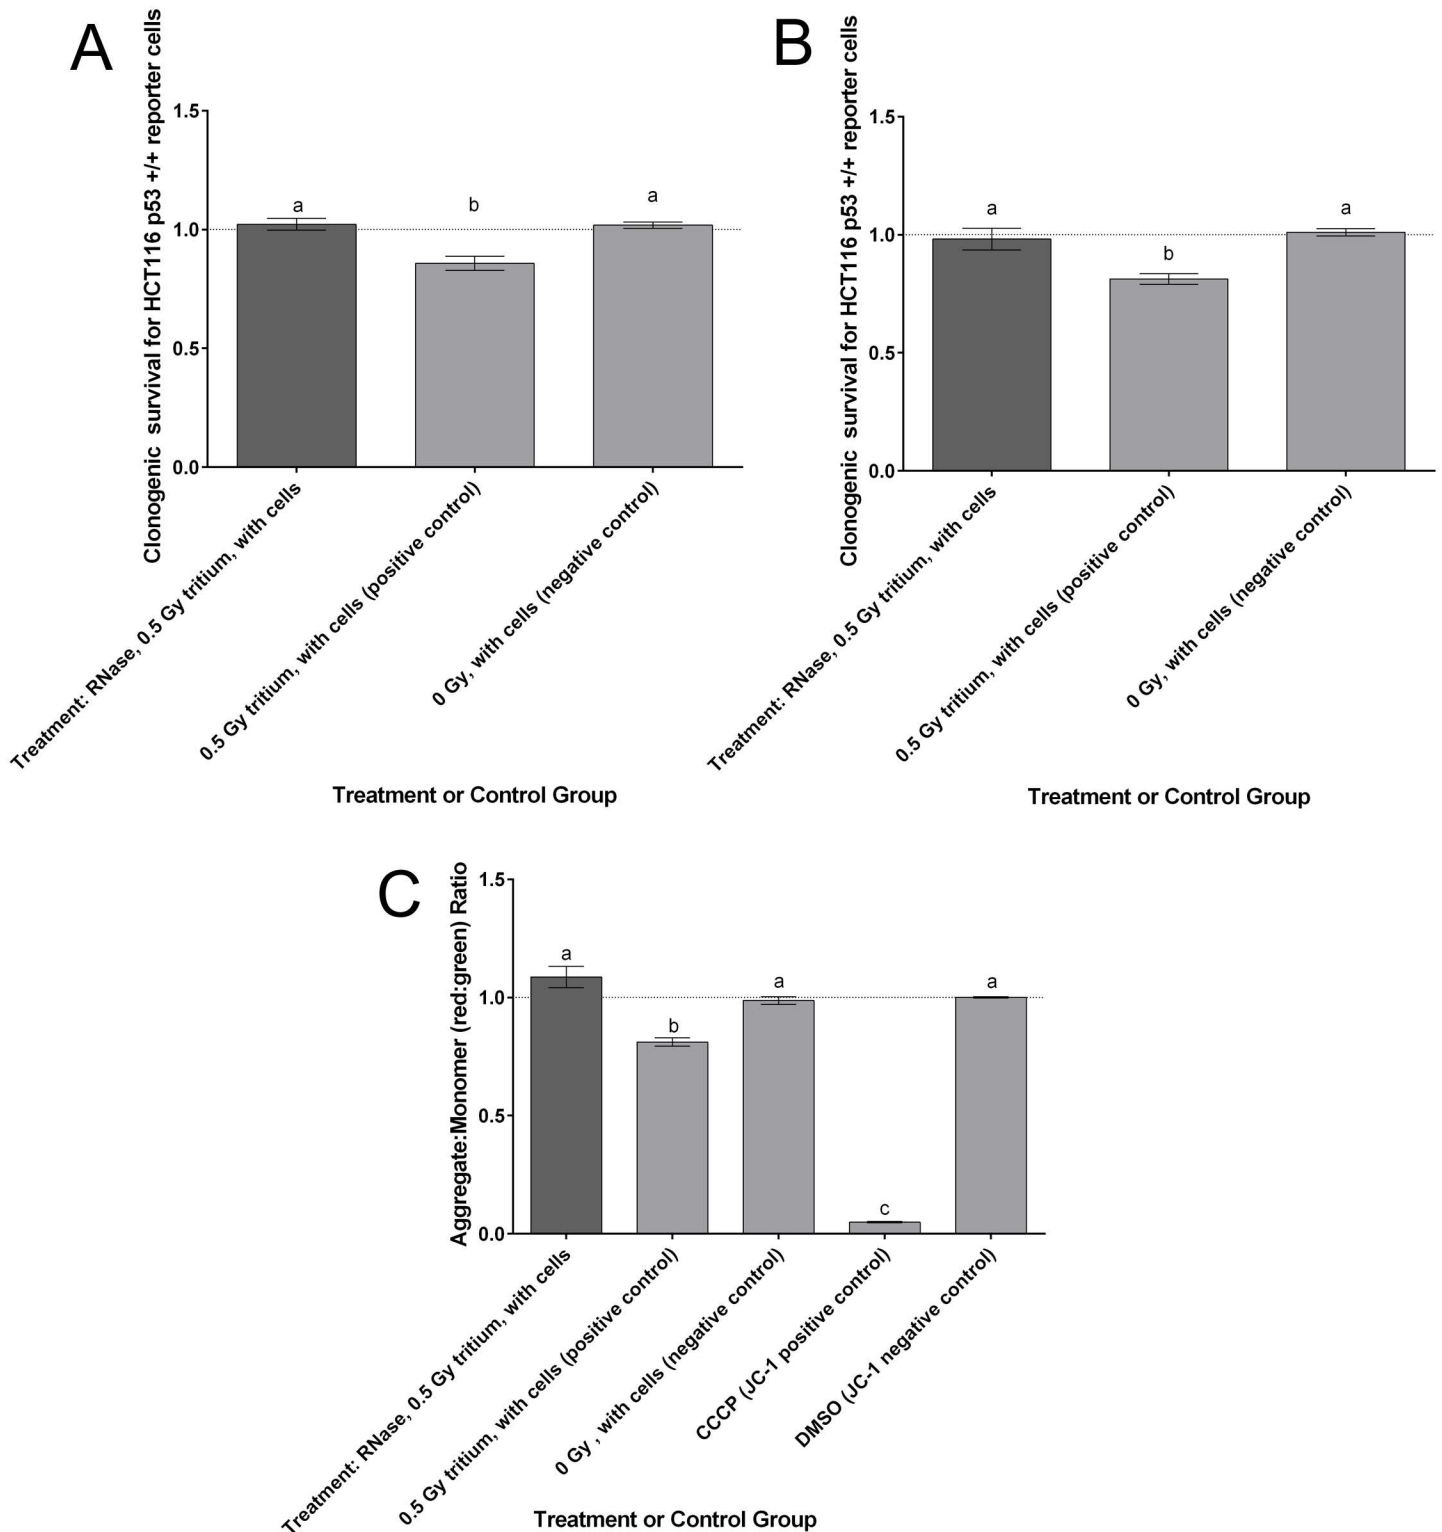 A
Clonogenic survival for HCT116 p53 +/+ reporter cells
1.5
1.0
0.5
0.0
a
b
a
Treatment: RNase, 0.5 Gy tritium, with cells
0.5 Gy tritium, with cells (positive control)
0 Gy, with cells (negative control)
Treatment or Control Group
B
Clonogenic survival for HCT116 p53 +/+ reporter cells
1.5
1.0
0.5
0.0
a
b
a
Treatment: RNase, 0.5 Gy tritium, with cells
0.5 Gy tritium, with cells (positive control)
0 Gy, with cells (negative control)
Treatment or Control Group
C
Aggregate:Monomer (red:green) Ratio
1.5
1.0
0.5
0.0
a
b
a
c
a
Treatment: RNase, 0.5 Gy tritium, with cells
0.5 Gy tritium, with cells (positive control)
0 Gy , with cells (negative control)
CCCP (JC-1 positive control)
DMSO (JC-1 negative control)
Treatment or Control Group